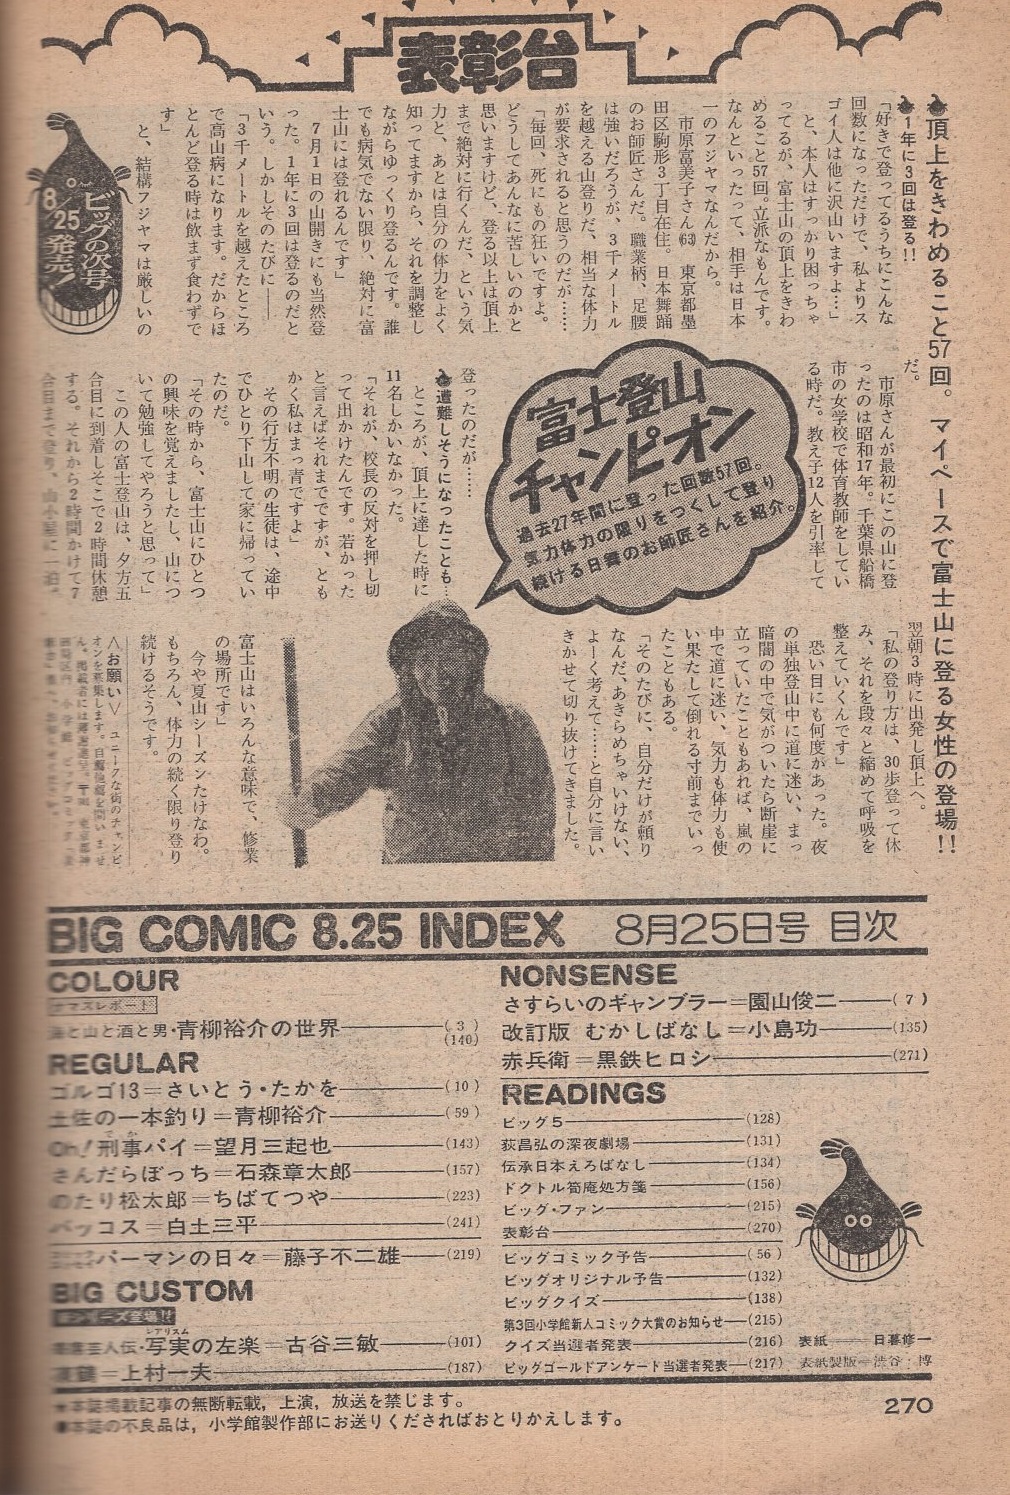 表彰台
頂上をきわめること57回。マイペースで富士山に登る女性の登場!!
1年に3回は登る!!
「好きで登ってるうちにこんな
回数になっただけで、私よりス
ゴイ人は他に沢山いますよ…」
と、本人はすっかり困っちゃ
ってるが、富士山の頂上をきわ
めること57回。立派なもんです。
なんといったって、相手は日本
一のフジヤマなんだから。
市原富美子さん(63) 東京都墨
田区駒形3丁目在住。日本舞踊
のお師匠さんだ。職業柄、足腰
は強いだろうが、3千メートル
を越える山登りだ、相当な体力
が要求されると思うのだが……
「毎回、死にもの狂いですよ。
どうしてあんなに苦しいのかと
思いますけど、登る以上は頂上
まで絶対に行くんだ、という気
力と、あとは自分の体力をよく
知ってますから、それを調整し
ながらゆっくり登るんです。誰
でも病気でない限り、絶対に富
士山には登れるんです」
7月1日の山開きにも当然登
った。1年に3回は登るのだと
いう。しかしそのたびに――
「3千メートルを越えたところ
で高山病になります。だからほ
とんど登る時は飲まず食わずで
す」
と、結構フジヤマは厳しいの
ビッグの次号
8/25発売!
だ。
市原さんが最初にこの山に登
ったのは昭和17年。千葉県船橋
市の女学校で体育教師をしてい
る時だ。教え子12人を引率して
富士登山
チャンピオン
過去27年間に登った回数57回。
気力体力の限りをつくして登り
続ける日舞のお師匠さんを紹介。
登ったのだが……
遭難しそうになったことも…
ところが、頂上に達した時に
11名しかいなかった。
「それが、校長の反対を押し切
って出かけたんです。若かった
と言えばそれまでですが、とも
かく私はまっ青ですよ」
その行方不明の生徒は、途中
でひとり下山して家に帰ってい
たのだ。
「その時から、富士山にひとつ
の興味を覚えましたし、山につ
いて勉強してやろうと思って」
この人の富士登山は、夕方五
合目に到着しそこで2時間休憩
する。それから2時間かけて7
合目まで登り、山小屋に一泊。
翌朝3時に出発し頂上へ。
「私の登り方は、30歩登って休
み、それを段々と縮めて呼吸を
整えていくんです」
恐い目にも何度があった。夜
の単独登山中に道に迷い、まっ
暗闇の中で気がついたら断崖に
立っていたこともあれば、嵐の
中で道に迷い、気力も体力も使
い果たして倒れる寸前までいっ
たこともある。
「そのたびに、自分だけが頼り
なんだ、あきらめちゃいけない、
よーく考えて……と自分に言い
きかせて切り抜けてきました。
富士山はいろんな意味で、修業
の場所です」
今や夏山シーズンたけなわ。
もちろん、体力の続く限り登り
続けるそうです。
〈お願い〉 ユニークな街のチャンピ
オンを募集します。自薦他薦を問いませ
BIG COMIC 8.25 INDEX 8月25日号 目次
COLOUR
海と山と酒と男・青柳裕介の世界――(3)(140)
REGULAR
ゴルゴ13=さいとう・たかを――(10)
土佐の一本釣り=青柳裕介――(59)
Oh!刑事パイ=望月三起也――(143)
さんだらぼっち=石森章太郎――(157)
のたり松太郎=ちばてつや――(223)
バッコス=白土三平――(241)
パーマンの日々=藤子不二雄――(219)
BIG CUSTOM
芸人伝・写実の左楽=古谷三敏――(101)
リアリスム
上村一夫――(187)
NONSENSE
さすらいのギャンブラー=園山俊二――(7)
改訂版 むかしばなし=小島功――(135)
赤兵衛=黒鉄ヒロシ――(271)
READINGS
ビッグ5――(128)
荻昌弘の深夜劇場――(131)
伝承日本えろばなし――(134)
ドクトル筍庵処方箋――(156)
ビッグ・ファン――(215)
表彰台――(270)
ビッグコミック予告――(56)
ビッグオリジナル予告――(132)
ビッグクイズ――(138)
第3回小学館新人コミック大賞のお知らせ――(215)
クイズ当選者発表――(216)
ビッグゴールドアンケート当選者発表――(217)
表紙――日暮修一
表紙製版――渋谷・博
★本誌掲載記事の無断転載，上演，放送を禁じます。
●本誌の不良品は，小学館製作部にお送りくださればおとりかえします。
270